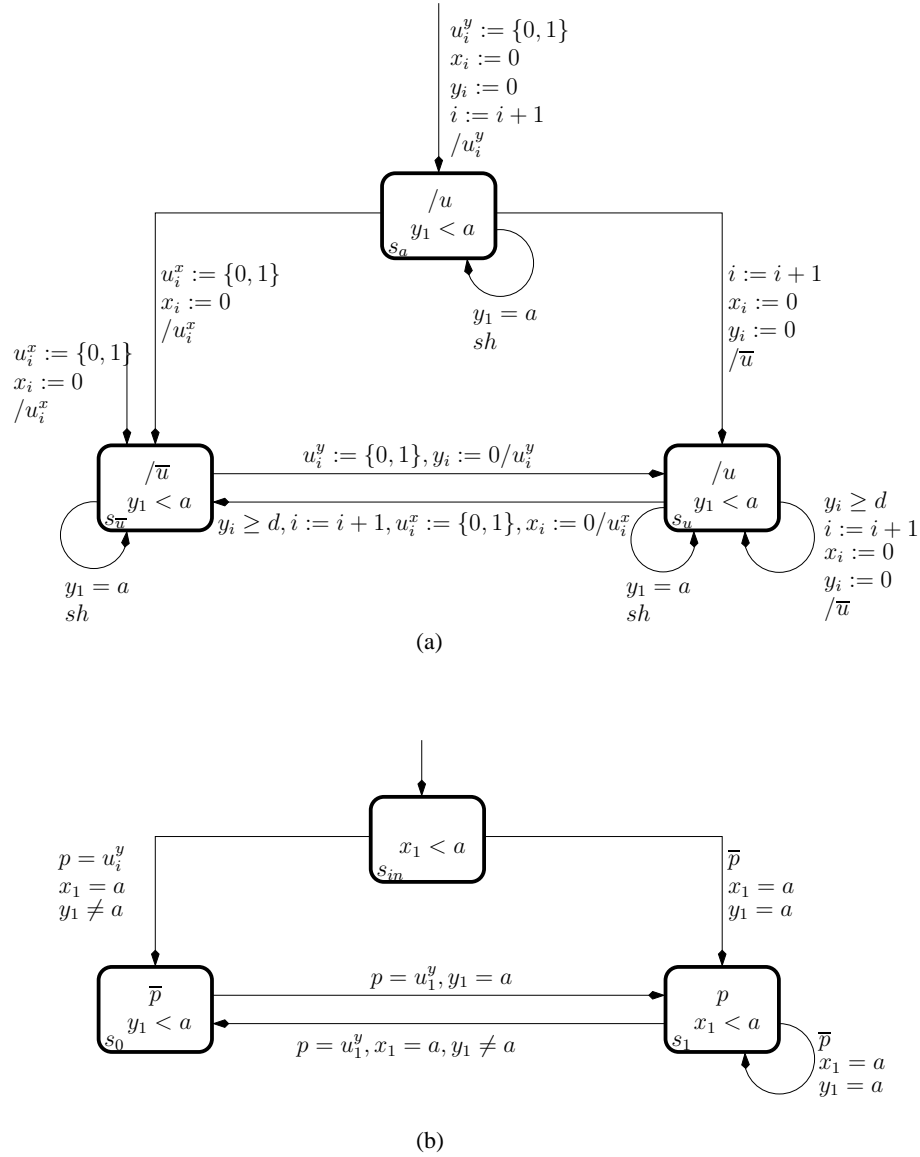 u_i^y := {0, 1}
x_i := 0
y_i := 0
i := i + 1
/u_i^y
/u
y_1 < a
s_a
y_1 = a
sh
u_i^x := {0, 1}
x_i := 0
/u_i^x
i := i + 1
x_i := 0
y_i := 0
/u̅
u_i^x := {0, 1}
x_i := 0
/u_i^x
/u̅
y_1 < a
s_u̅
y_1 = a
sh
u_i^y := {0, 1}, y_i := 0/u_i^y
y_i ≥ d, i := i + 1, u_i^x := {0, 1}, x_i := 0/u_i^x
/u
y_1 < a
s_u
y_1 = a
sh
y_i ≥ d
i := i + 1
x_i := 0
y_i := 0
/u̅
(a)
x_1 < a
s_in
p = u_i^y
x_1 = a
y_1 ≠ a
p̅
x_1 = a
y_1 = a
p̅
y_1 < a
s_0
p = u_1^y, y_1 = a
p = u_1^y, x_1 = a, y_1 ≠ a
p
x_1 < a
s_1
p̅
x_1 = a
y_1 = a
(b)